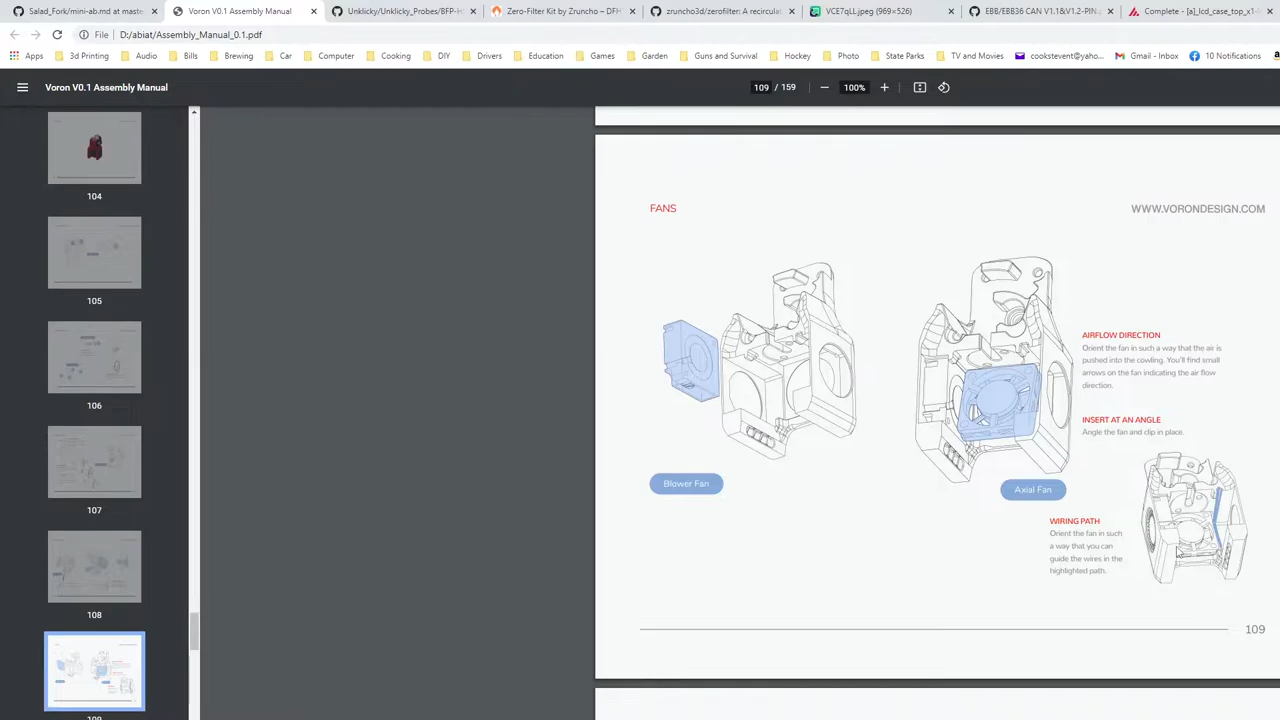 Salad_Fork/mini-ab.md at maste
Voron V0.1 Assembly Manual
Unklicky/Unklicky_Probes/BFP-H
Zero-Filter Kit by Zruncho – DFH
zruncho3d/zerofilter: A recirculat
VCE7qLL.jpeg (969×526)
EBB/EBB36 CAN V1.1&V1.2-PIN
Complete - [a]_lcd_case_top_x1
File
D:/abiat/Assembly_Manual_0.1.pdf
Apps
3d Printing
Audio
Bills
Brewing
Car
Computer
Cooking
DIY
Drivers
Education
Games
Garden
Guns and Survival
Hockey
Photo
State Parks
TV and Movies
cookstevent@yaho...
Gmail - Inbox
10 Notifications
Voron V0.1 Assembly Manual
109 / 159
100%
104
105
106
107
108
109
FANS
WWW.VORONDESIGN.COM
AIRFLOW DIRECTION
Orient the fan in such a way that the air is
pushed into the cowling. You'll find small
arrows on the fan indicating the air flow
direction.
INSERT AT AN ANGLE
Angle the fan and clip in place.
Blower Fan
Axial Fan
WIRING PATH
Orient the fan in such
a way that you can
guide the wires in the
highlighted path.
109